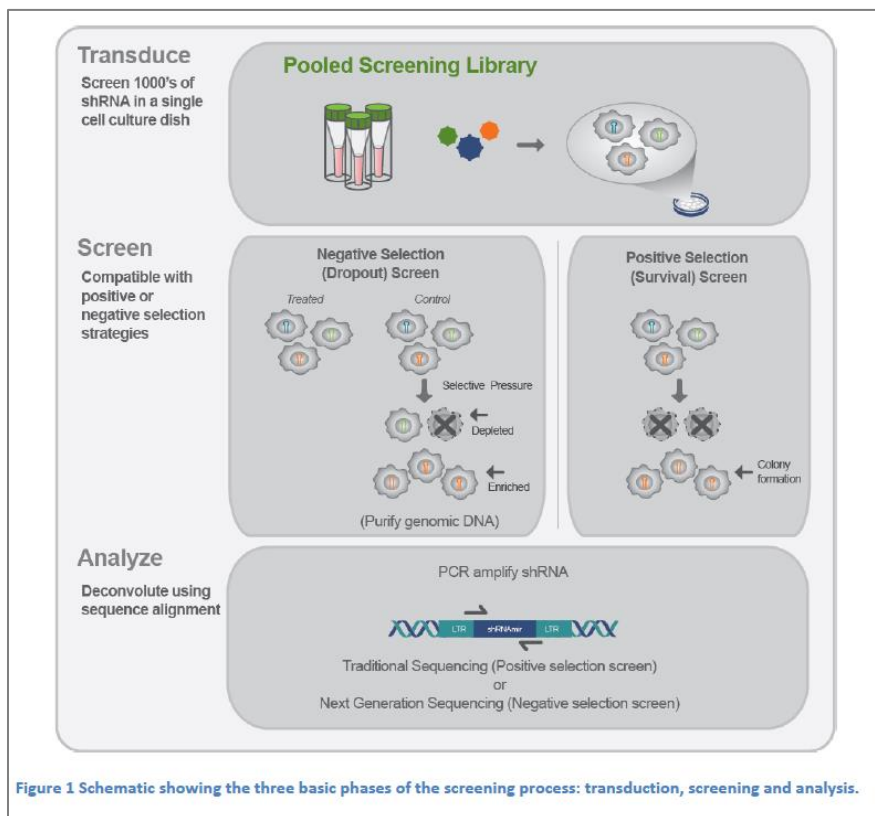 Transduce
Screen 1000's of
shRNA in a single
cell culture dish
Pooled Screening Library
Screen
Compatible with
positive or
negative selection
strategies
Negative Selection
(Dropout) Screen
Treated
Control
Selective Pressure
Depleted
Enriched
(Purify genomic DNA)
Positive Selection
(Survival) Screen
Colony
formation
Analyze
Deconvolute using
sequence alignment
PCR amplify shRNA
LTR shRNAmir LTR
Traditional Sequencing (Positive selection screen)
or
Next Generation Sequencing (Negative selection screen)
Figure 1 Schematic showing the three basic phases of the screening process: transduction, screening and analysis.